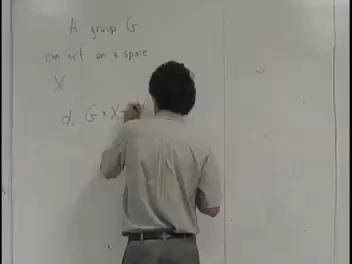 A group G
can act on a space
X
α: G × X →